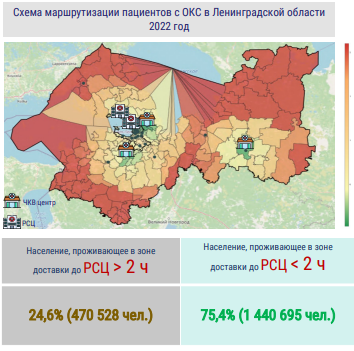 Схема маршрутизации пациентов с ОКС в Ленинградской области
2022 год
ЧКВ центр
РСЦ
Население, проживающее в зоне
доставки до РСЦ > 2 ч
Население, проживающее в зоне
доставки до РСЦ < 2 ч
24,6% (470 528 чел.)
75,4% (1 440 695 чел.)